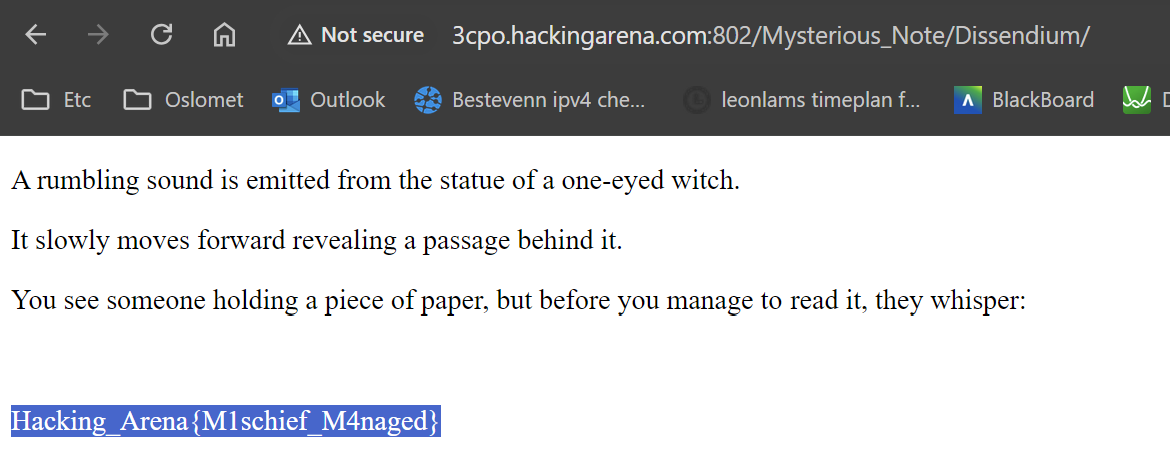 Not secure 3cpo.hackingarena.com:802/Mysterious_Note/Dissendium/
Etc Oslomet Outlook Bestevenn ipv4 che... leonlams timeplan f... BlackBoard
A rumbling sound is emitted from the statue of a one-eyed witch.
It slowly moves forward revealing a passage behind it.
You see someone holding a piece of paper, but before you manage to read it, they whisper:
Hacking_Arena{M1schief_M4naged}